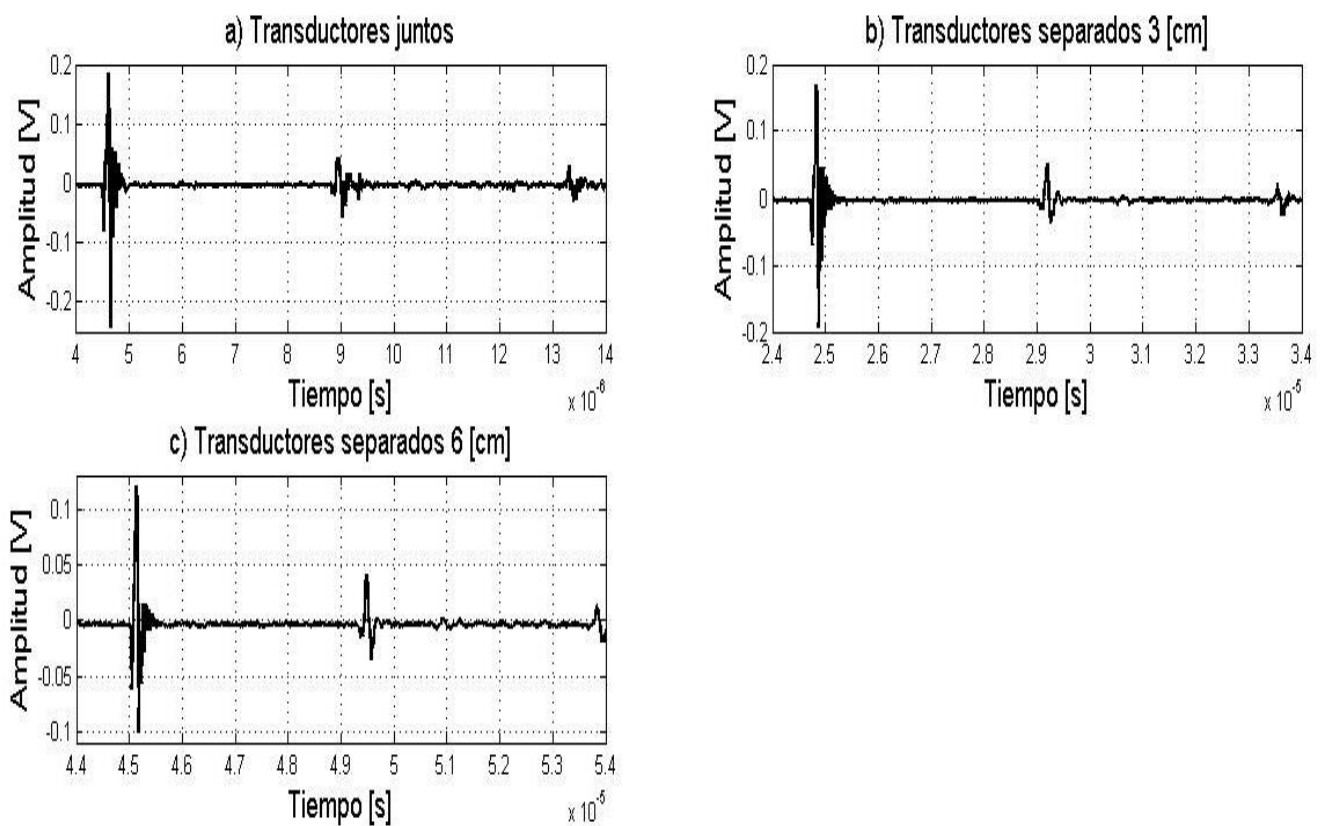 a) Transductores juntos
Amplitud [V]
0.2
0.1
0
-0.1
-0.2
4 5 6 7 8 9 10 11 12 13 14
Tiempo [s]
x 10-6
b) Transductores separados 3 [cm]
Amplitud [V]
0.2
0.1
0
-0.1
-0.2
2.4 2.5 2.6 2.7 2.8 2.9 3 3.1 3.2 3.3 3.4
Tiempo [s]
x 10-5
c) Transductores separados 6 [cm]
Amplitud [V]
0.1
0.05
0
-0.05
-0.1
4.4 4.5 4.6 4.7 4.8 4.9 5 5.1 5.2 5.3 5.4
Tiempo [s]
x 10-5